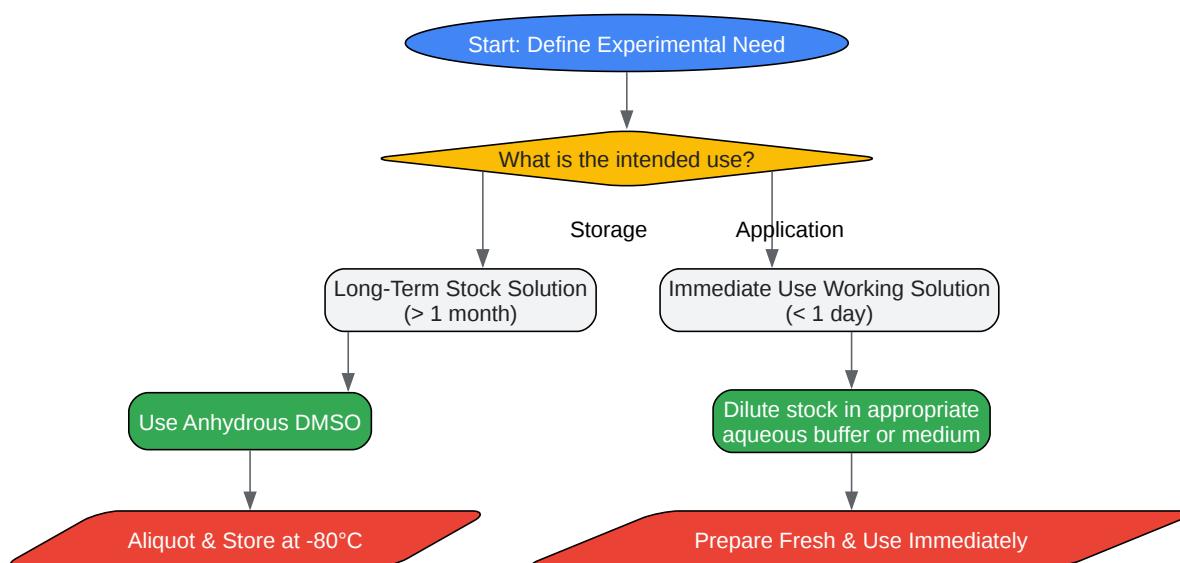 Start: Define Experimental Need
What is the intended use?
Storage
Application
Long-Term Stock Solution
(> 1 month)
Immediate Use Working Solution
(< 1 day)
Use Anhydrous DMSO
Dilute stock in appropriate
aqueous buffer or medium
Aliquot & Store at -80°C
Prepare Fresh & Use Immediately